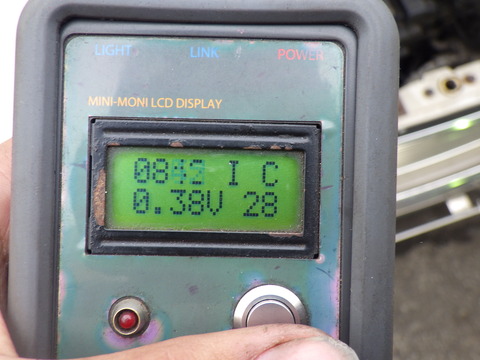 LIGHT LINK POWER
MINI-MONI LCD DISPLAY
0842 I C
0.38V 28